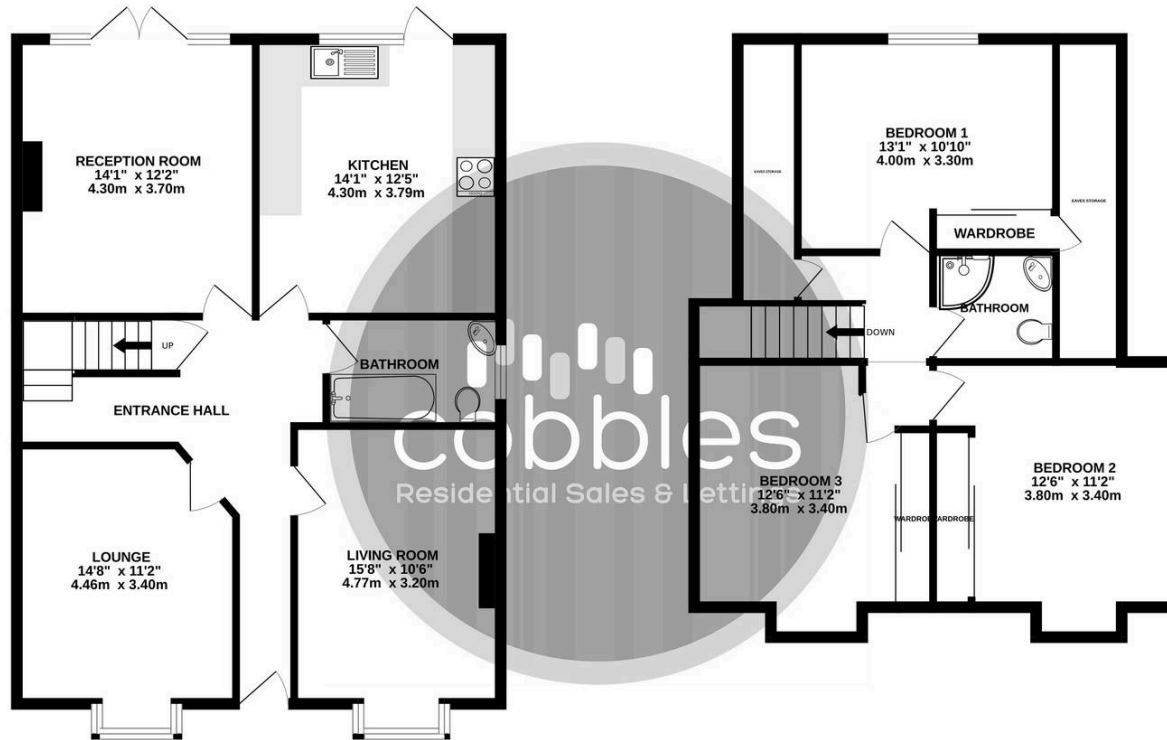 RECEPTION ROOM
14'1" x 12'2"
4.30m x 3.70m
KITCHEN
14'1" x 12'5"
4.30m x 3.79m
UP
BATHROOM
ENTRANCE HALL
LOUNGE
14'8" x 11'2"
4.46m x 3.40m
LIVING ROOM
15'8" x 10'6"
4.77m x 3.20m
cobbles
Residential Sales & Lettings
EAVES STORAGE
BEDROOM 1
13'1" x 10'10"
4.00m x 3.30m
EAVES STORAGE
WARDROBE
BATHROOM
DOWN
BEDROOM 3
12'6" x 11'2"
3.80m x 3.40m
WARDROBE
WARDROBE
BEDROOM 2
12'6" x 11'2"
3.80m x 3.40m